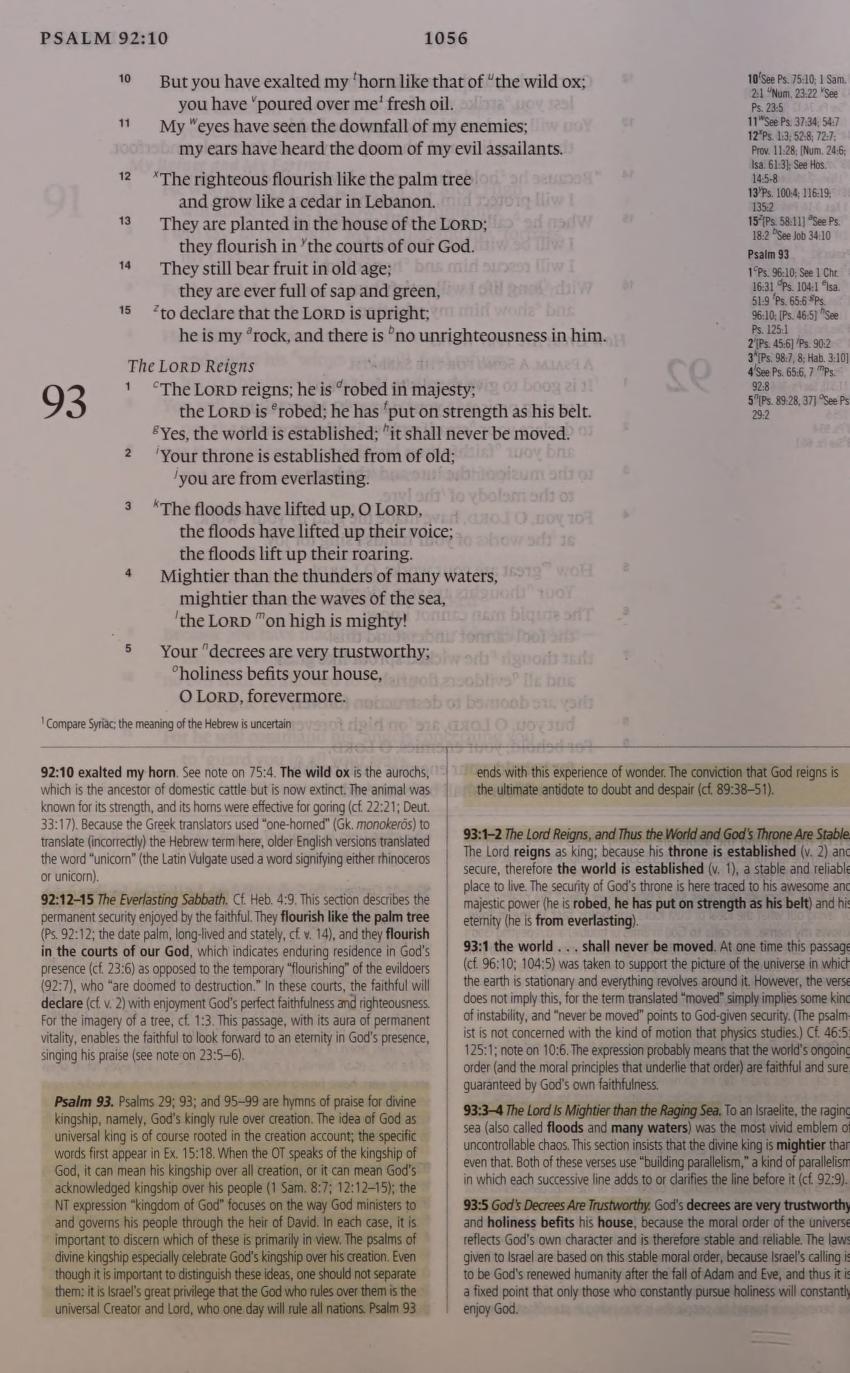 PSALM 92:10
1056
10 But you have exalted my ᵗhorn like that of ᵘthe wild ox;
you have ᵛpoured over me¹ fresh oil.
11 My ʷeyes have seen the downfall of my enemies;
my ears have heard the doom of my evil assailants.
12 ˣThe righteous flourish like the palm tree
and grow like a cedar in Lebanon.
13 They are planted in the house of the LORD;
they flourish in ʸthe courts of our God.
14 They still bear fruit in old age;
they are ever full of sap and green,
15 ᶻto declare that the LORD is upright;
he is my ᵃrock, and there is ᵇno unrighteousness in him.
The LORD Reigns
93
1 ᶜThe LORD reigns; he is ᵈrobed in majesty;
the LORD is ᵉrobed; he has ᶠput on strength as his belt.
ᵍYes, the world is established; ʰit shall never be moved.
2 ⁱYour throne is established from of old;
ʲyou are from everlasting.
3 ᵏThe floods have lifted up, O LORD,
the floods have lifted up their voice;
the floods lift up their roaring.
4 Mightier than the thunders of many waters,
mightier than the waves of the sea,
ˡthe LORD ᵐon high is mighty!
5 Your ⁿdecrees are very trustworthy;
ᵒholiness befits your house,
O LORD, forevermore.
¹ Compare Syriac; the meaning of the Hebrew is uncertain
10ᵗSee Ps. 75:10; 1 Sam.
2:1 ᵘNum. 23:22 ᵛSee
Ps. 23:5
11ʷSee Ps. 37:34; 54:7
12ˣPs. 1:3; 52:8; 72:7;
Prov. 11:28; [Num. 24:6;
Isa. 61:3]; See Hos.
14:5-8
13ʸPs. 100:4; 116:19;
135:2
15ᶻ[Ps. 58:11] ᵃSee Ps.
18:2 ᵇSee Job 34:10
Psalm 93
1ᶜPs. 96:10; See 1 Chr.
16:31 ᵈPs. 104:1 ᵉIsa.
51:9 ᶠPs. 65:6 ᵍPs.
96:10; [Ps. 46:5] ʰSee
Ps. 125:1
2ⁱ[Ps. 45:6] ʲPs. 90:2
3ᵏ[Ps. 98:7, 8; Hab. 3:10]
4ˡSee Ps. 65:6, 7 ᵐPs.
92:8
5ⁿ[Ps. 89:28, 37] ᵒSee Ps
29:2
92:10 exalted my horn. See note on 75:4. The wild ox is the aurochs,
which is the ancestor of domestic cattle but is now extinct. The animal was
known for its strength, and its horns were effective for goring (cf. 22:21; Deut.
33:17). Because the Greek translators used “one-horned” (Gk. monokerōs) to
translate (incorrectly) the Hebrew term here, older English versions translated
the word “unicorn” (the Latin Vulgate used a word signifying either rhinoceros
or unicorn).
92:12–15 The Everlasting Sabbath. Cf. Heb. 4:9. This section describes the
permanent security enjoyed by the faithful. They flourish like the palm tree
(Ps. 92:12; the date palm, long-lived and stately, cf. v. 14), and they flourish
in the courts of our God, which indicates enduring residence in God’s
presence (cf. 23:6) as opposed to the temporary “flourishing” of the evildoers
(92:7), who “are doomed to destruction.” In these courts, the faithful will
declare (cf. v. 2) with enjoyment God’s perfect faithfulness and righteousness.
For the imagery of a tree, cf. 1:3. This passage, with its aura of permanent
vitality, enables the faithful to look forward to an eternity in God’s presence,
singing his praise (see note on 23:5–6).
Psalm 93. Psalms 29; 93; and 95–99 are hymns of praise for divine
kingship, namely, God’s kingly rule over creation. The idea of God as
universal king is of course rooted in the creation account; the specific
words first appear in Ex. 15:18. When the OT speaks of the kingship of
God, it can mean his kingship over all creation, or it can mean God’s
acknowledged kingship over his people (1 Sam. 8:7; 12:12–15); the
NT expression “kingdom of God” focuses on the way God ministers to
and governs his people through the heir of David. In each case, it is
important to discern which of these is primarily in view. The psalms of
divine kingship especially celebrate God’s kingship over his creation. Even
though it is important to distinguish these ideas, one should not separate
them: it is Israel’s great privilege that the God who rules over them is the
universal Creator and Lord, who one day will rule all nations. Psalm 93
ends with this experience of wonder. The conviction that God reigns is
the ultimate antidote to doubt and despair (cf. 89:38–51).
93:1–2 The Lord Reigns, and Thus the World and God’s Throne Are Stable.
The Lord reigns as king; because his throne is established (v. 2) and
secure, therefore the world is established (v. 1), a stable and reliable
place to live. The security of God’s throne is here traced to his awesome and
majestic power (he is robed, he has put on strength as his belt) and his
eternity (he is from everlasting).
93:1 the world . . . shall never be moved. At one time this passage
(cf. 96:10; 104:5) was taken to support the picture of the universe in which
the earth is stationary and everything revolves around it. However, the verse
does not imply this, for the term translated “moved” simply implies some kind
of instability, and “never be moved” points to God-given security. (The psalm-
ist is not concerned with the kind of motion that physics studies.) Cf. 46:5;
125:1; note on 10:6. The expression probably means that the world’s ongoing
order (and the moral principles that underlie that order) are faithful and sure,
guaranteed by God’s own faithfulness.
93:3–4 The Lord Is Mightier than the Raging Sea. To an Israelite, the raging
sea (also called floods and many waters) was the most vivid emblem of
uncontrollable chaos. This section insists that the divine king is mightier than
even that. Both of these verses use “building parallelism,” a kind of parallelism
in which each successive line adds to or clarifies the line before it (cf. 92:9).
93:5 God’s Decrees Are Trustworthy. God’s decrees are very trustworthy
and holiness befits his house, because the moral order of the universe
reflects God’s own character and is therefore stable and reliable. The laws
given to Israel are based on this stable moral order, because Israel’s calling is
to be God’s renewed humanity after the fall of Adam and Eve, and thus it is
a fixed point that only those who constantly pursue holiness will constantly
enjoy God.